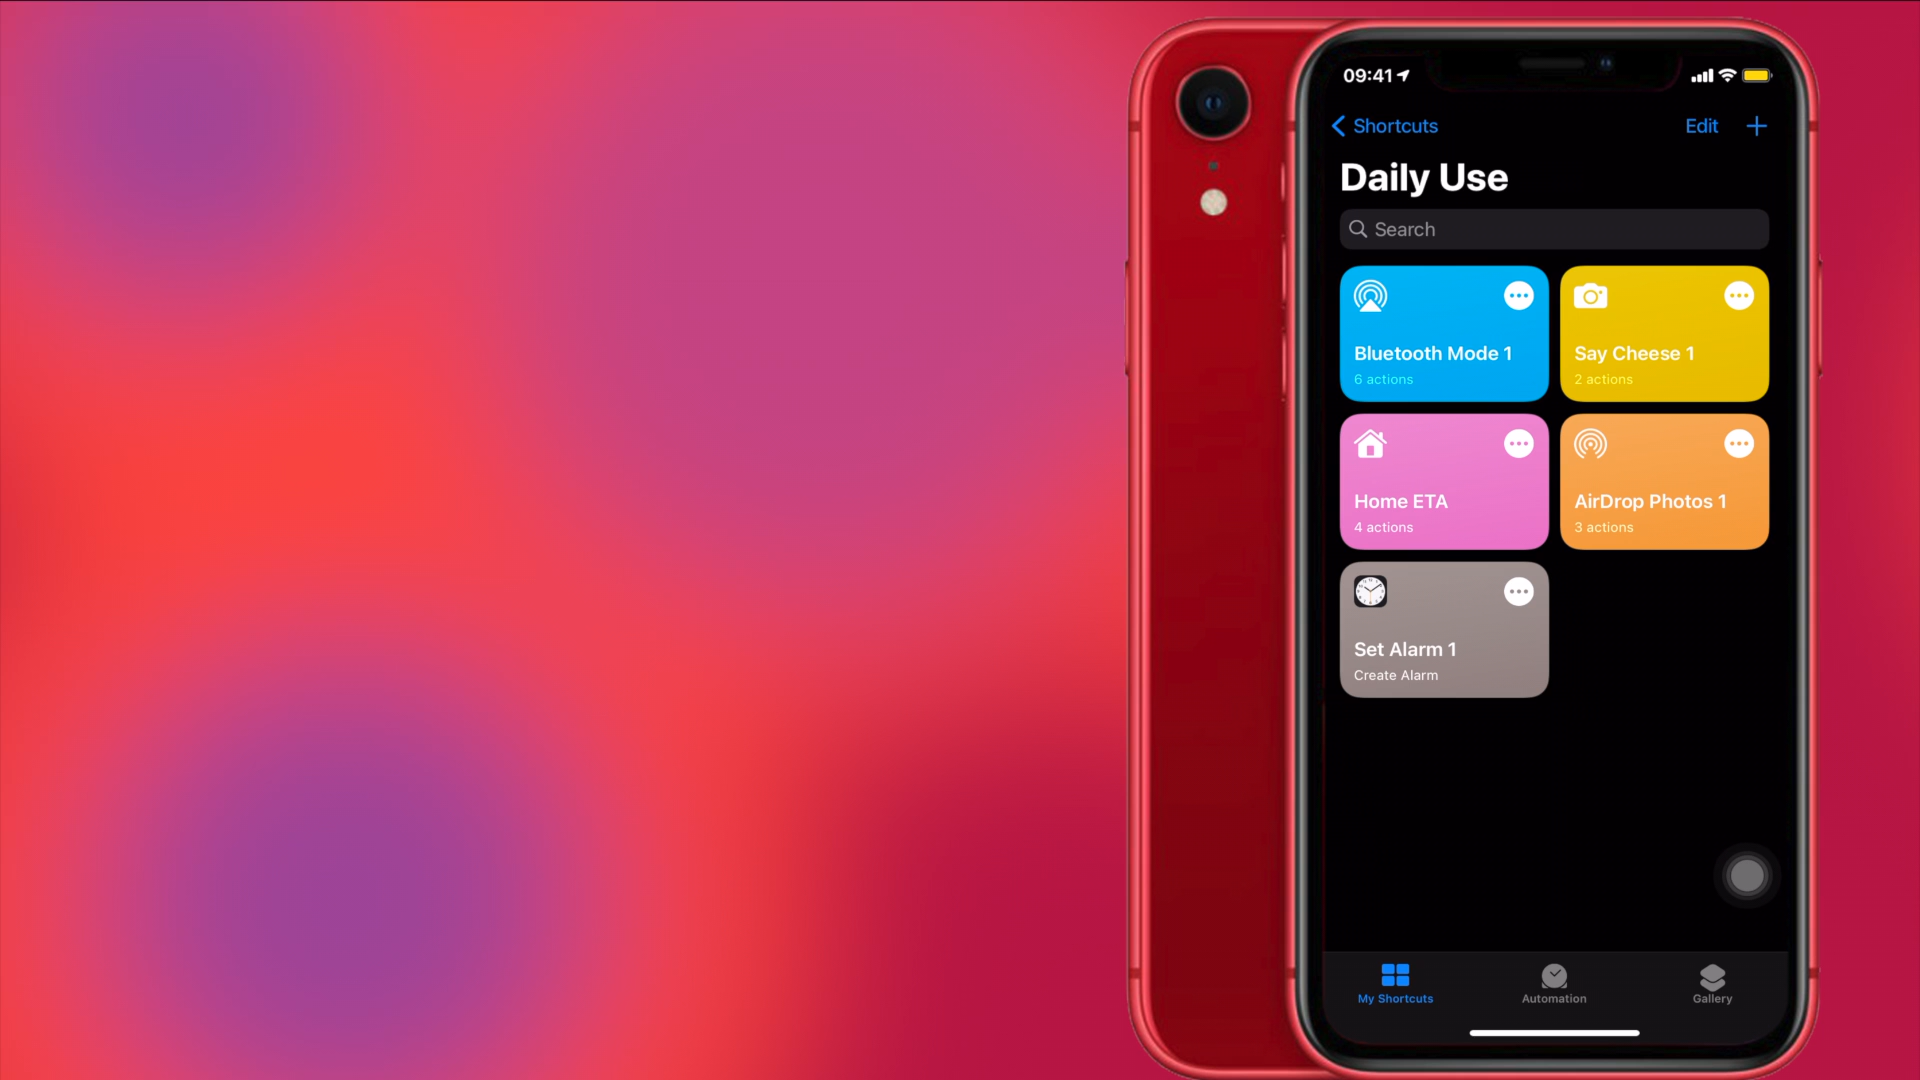 09:41
Shortcuts
Edit
Daily Use
Search
Bluetooth Mode 1
6 actions
Say Cheese 1
2 actions
Home ETA
4 actions
AirDrop Photos 1
3 actions
Set Alarm 1
Create Alarm
My Shortcuts
Automation
Gallery